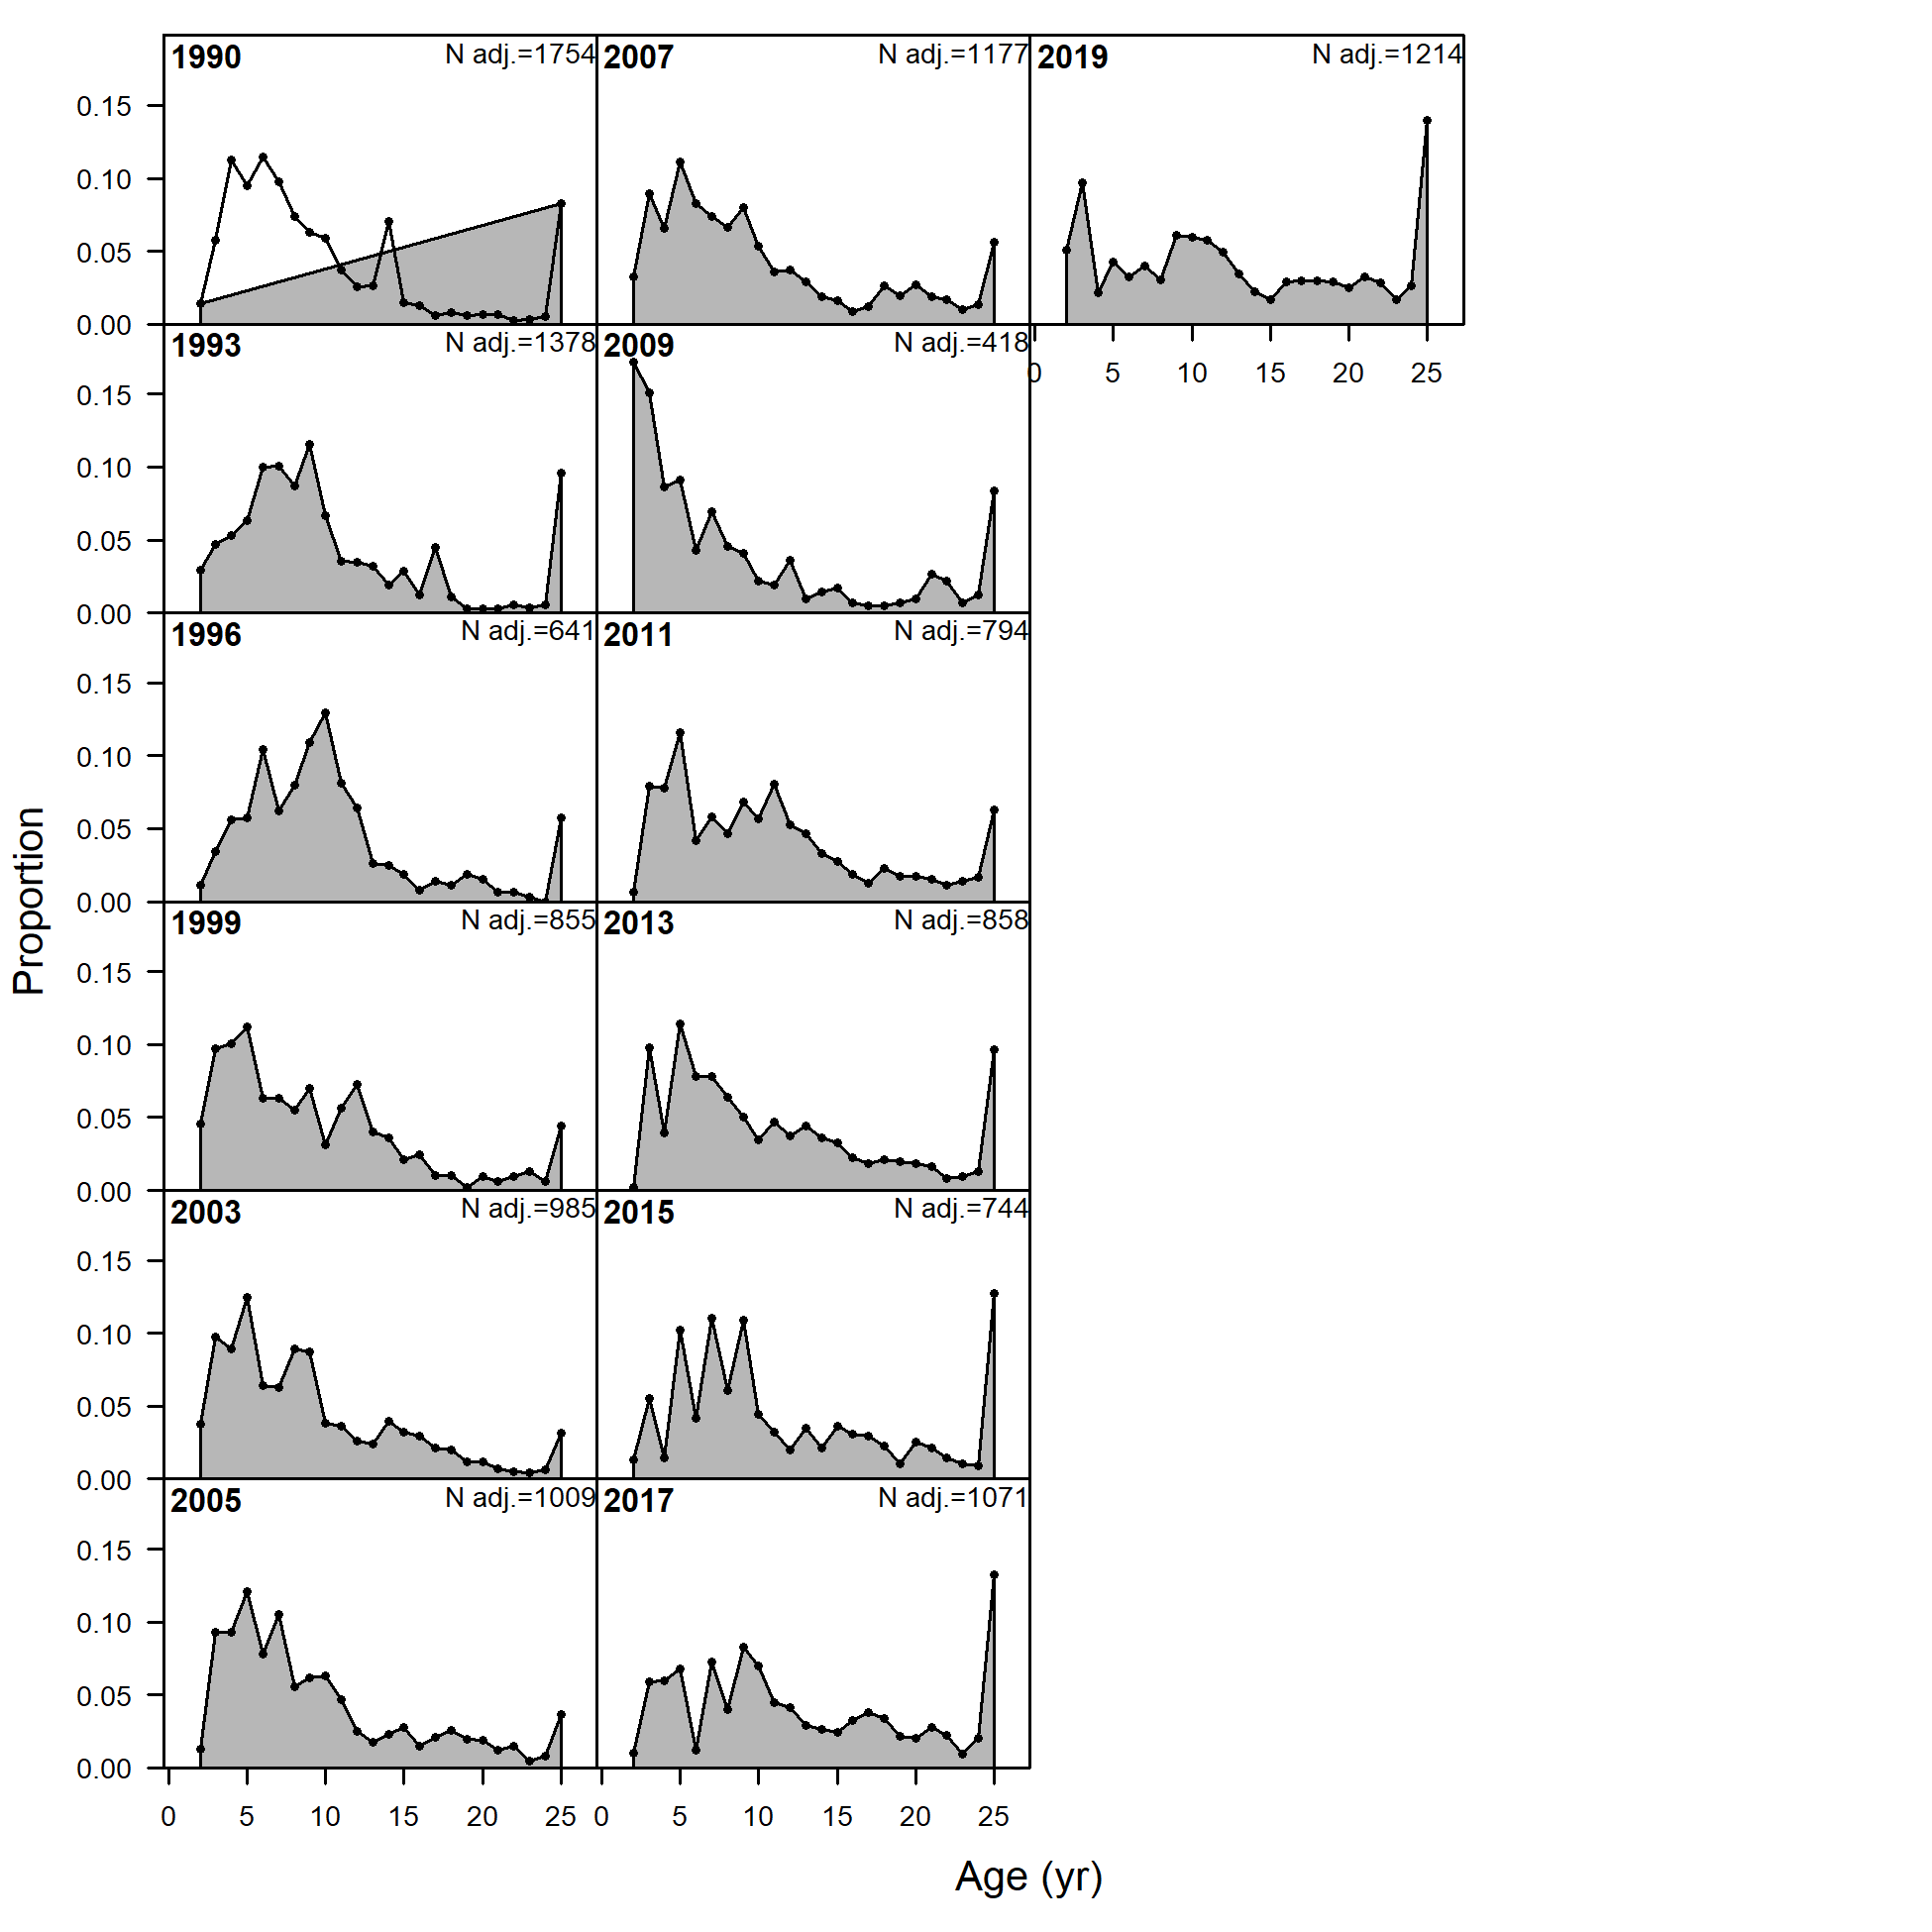 1990 N adj.=1754 2007 N adj.=1177 2019 N adj.=1214
0.15
0.10
0.05
0.00
1993 N adj.=1378 2009 N adj.=418
0 5 10 15 20 25
0.15
0.10
0.05
0.00
1996 N adj.=641 2011 N adj.=794
0.15
0.10
0.05
0.00
Proportion
1999 N adj.=855 2013 N adj.=858
0.15
0.10
0.05
0.00
2003 N adj.=985 2015 N adj.=744
0.15
0.10
0.05
0.00
2005 N adj.=1009 2017 N adj.=1071
0.15
0.10
0.05
0.00
0 5 10 15 20 25 0 5 10 15 20 25
Age (yr)